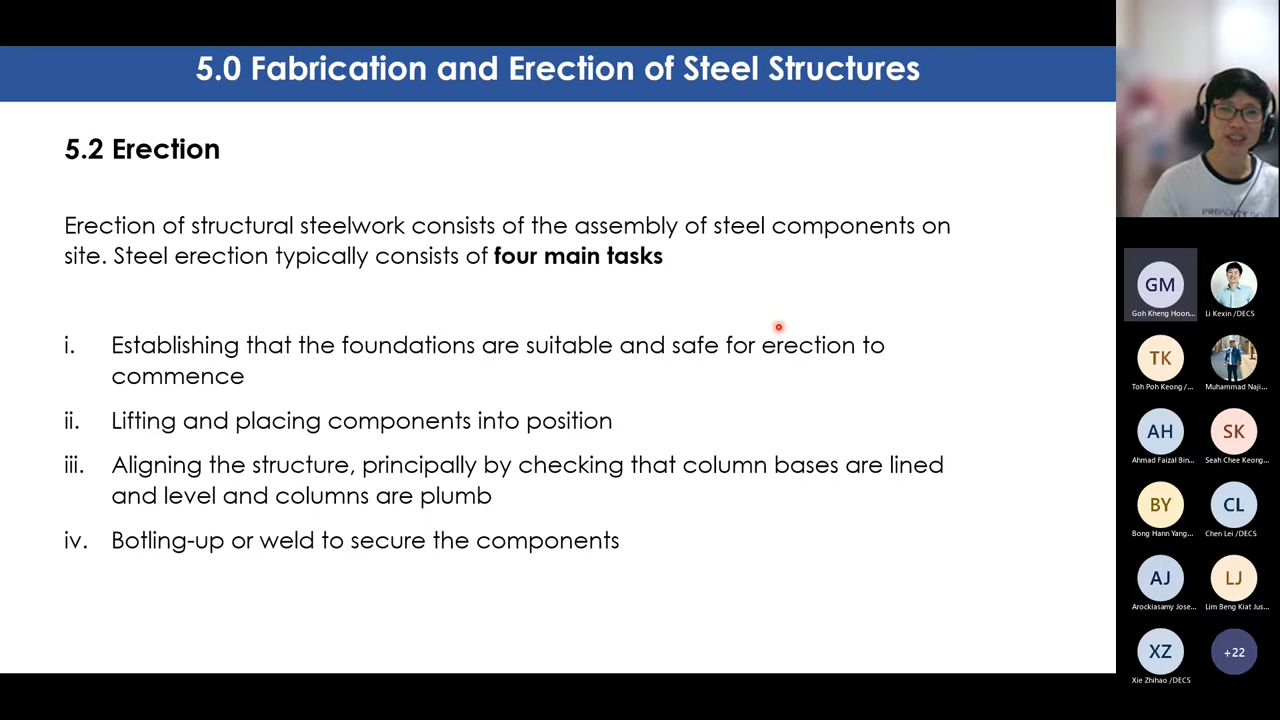 5.0 Fabrication and Erection of Steel Structures
5.2 Erection
Erection of structural steelwork consists of the assembly of steel components on
site. Steel erection typically consists of four main tasks
i. Establishing that the foundations are suitable and safe for erection to
commence
ii. Lifting and placing components into position
iii. Aligning the structure, principally by checking that column bases are lined
and level and columns are plumb
iv. Botling-up or weld to secure the components
GM
Goh Kheng Hoon...
Li Kexin /DECS
TK
Toh Poh Keong /...
Muhammad Naji...
AH
Ahmad Faizal Bin...
SK
Seah Chee Keong...
BY
Bong Hann Yang...
CL
Chen Lei /DECS
AJ
Arockiasamy Jose...
LJ
Lim Beng Kiat Jus...
XZ
Xie Zhihao /DECS
+22